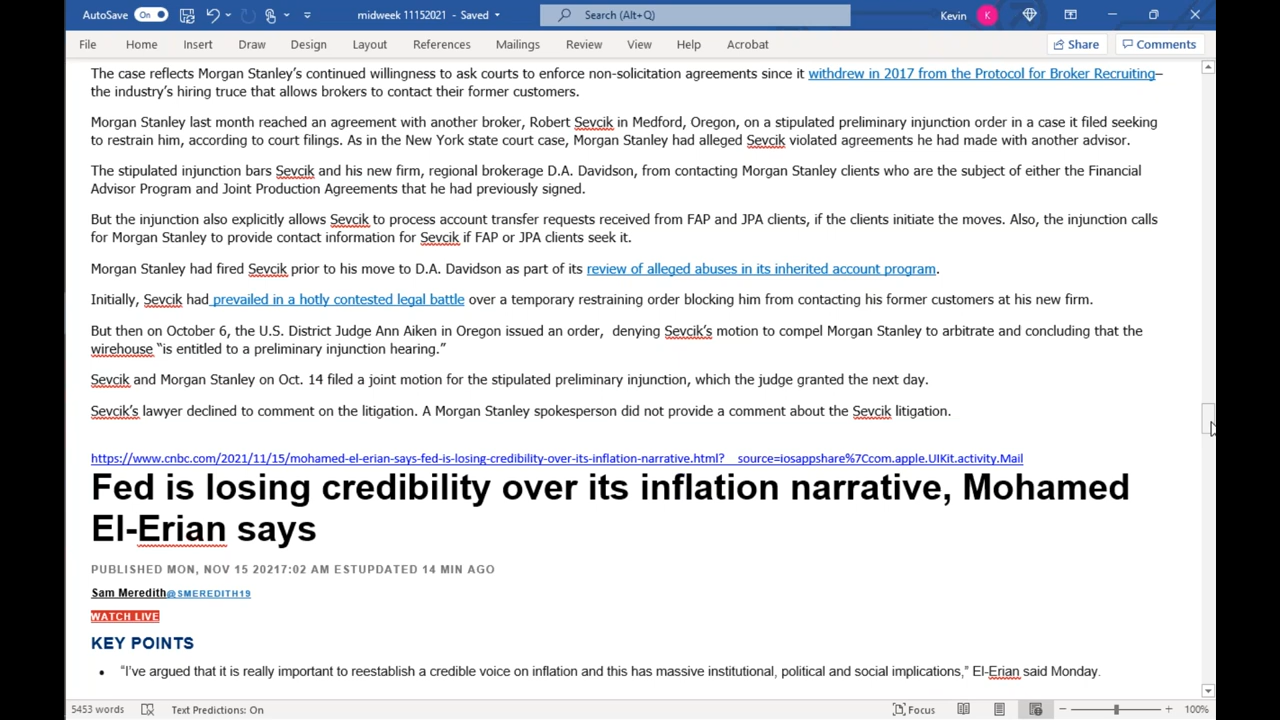 AutoSave On midweek 11152021 - Saved Search (Alt+Q) Kevin K
File Home Insert Draw Design Layout References Mailings Review View Help Acrobat Share Comments
The case reflects Morgan Stanley's continued willingness to ask courts to enforce non-solicitation agreements since it withdrew in 2017 from the Protocol for Broker Recruiting–
the industry's hiring truce that allows brokers to contact their former customers.
Morgan Stanley last month reached an agreement with another broker, Robert Sevcik in Medford, Oregon, on a stipulated preliminary injunction order in a case it filed seeking
to restrain him, according to court filings. As in the New York state court case, Morgan Stanley had alleged Sevcik violated agreements he had made with another advisor.
The stipulated injunction bars Sevcik and his new firm, regional brokerage D.A. Davidson, from contacting Morgan Stanley clients who are the subject of either the Financial
Advisor Program and Joint Production Agreements that he had previously signed.
But the injunction also explicitly allows Sevcik to process account transfer requests received from FAP and JPA clients, if the clients initiate the moves. Also, the injunction calls
for Morgan Stanley to provide contact information for Sevcik if FAP or JPA clients seek it.
Morgan Stanley had fired Sevcik prior to his move to D.A. Davidson as part of its review of alleged abuses in its inherited account program.
Initially, Sevcik had prevailed in a hotly contested legal battle over a temporary restraining order blocking him from contacting his former customers at his new firm.
But then on October 6, the U.S. District Judge Ann Aiken in Oregon issued an order, denying Sevcik's motion to compel Morgan Stanley to arbitrate and concluding that the
wirehouse "is entitled to a preliminary injunction hearing."
Sevcik and Morgan Stanley on Oct. 14 filed a joint motion for the stipulated preliminary injunction, which the judge granted the next day.
Sevcik's lawyer declined to comment on the litigation. A Morgan Stanley spokesperson did not provide a comment about the Sevcik litigation.
https://www.cnbc.com/2021/11/15/mohamed-el-erian-says-fed-is-losing-credibility-over-its-inflation-narrative.html?__source=iosappshare%7Ccom.apple.UIKit.activity.Mail
Fed is losing credibility over its inflation narrative, Mohamed
El-Erian says
PUBLISHED MON, NOV 15 20217:02 AM ESTUPDATED 14 MIN AGO
Sam Meredith@SMEREDITH19
WATCH LIVE
KEY POINTS
• "I've argued that it is really important to reestablish a credible voice on inflation and this has massive institutional, political and social implications," El-Erian said Monday.
5453 words Text Predictions: On Focus 100%